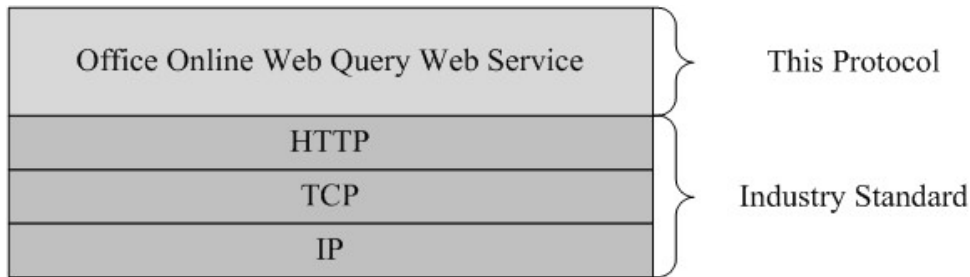 Office Online Web Query Web Service
This Protocol
HTTP
TCP
Industry Standard
IP